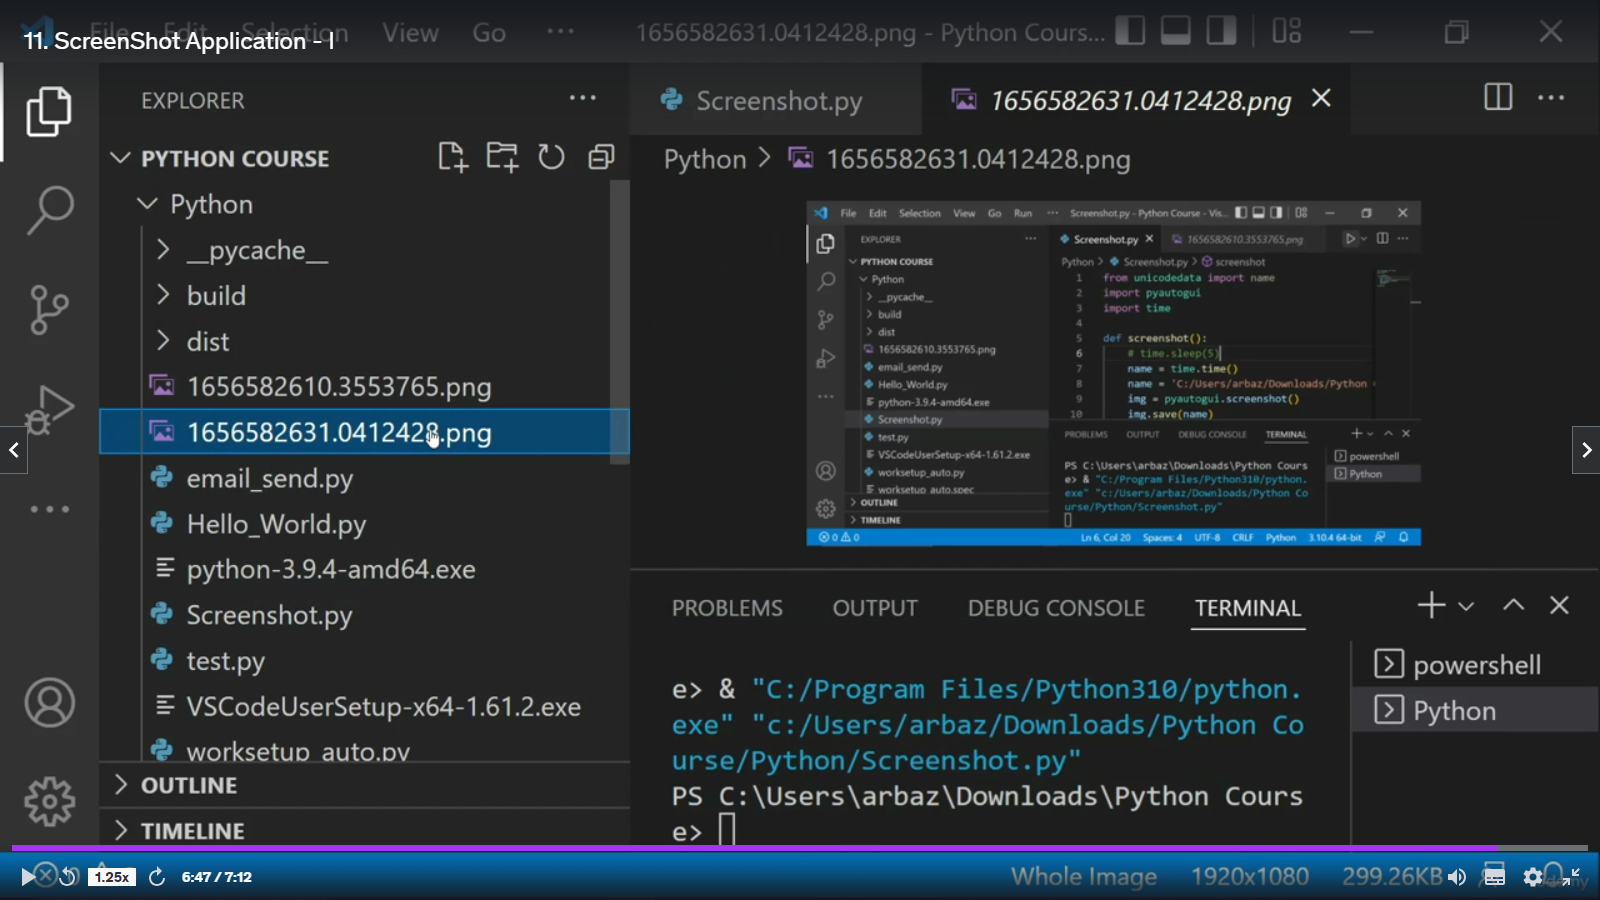 11. ScreenShot Application - I
File Edit Selection View Go ···
1656582631.0412428.png - Python Cours...
EXPLORER
PYTHON COURSE
Python
__pycache__
build
dist
1656582610.3553765.png
1656582631.0412428.png
email_send.py
Hello_World.py
python-3.9.4-amd64.exe
Screenshot.py
test.py
VSCodeUserSetup-x64-1.61.2.exe
worksetup_auto.py
OUTLINE
TIMELINE
Screenshot.py
1656582631.0412428.png
Python > 1656582631.0412428.png
File Edit Selection View Go Run ··· Screenshot.py - Python Course - Vis...
EXPLORER
PYTHON COURSE
Python
__pycache__
build
dist
1656582610.3553765.png
email_send.py
Hello_World.py
python-3.9.4-amd64.exe
Screenshot.py
test.py
VSCodeUserSetup-x64-1.61.2.exe
worksetup_auto.py
worksetup_auto.spec
OUTLINE
TIMELINE
Screenshot.py
1656582610.3553765.png
Python > Screenshot.py > screenshot
1 from unicodedata import name
2 import pyautogui
3 import time
4
5 def screenshot():
6 # time.sleep(5)
7 name = time.time()
8 name = 'C:/Users/arbaz/Downloads/Python
9 img = pyautogui.screenshot()
10 img.save(name)
PROBLEMS OUTPUT DEBUG CONSOLE TERMINAL
PS C:\Users\arbaz\Downloads\Python Cours
e> & "C:/Program Files/Python310/python.
exe" "c:/Users/arbaz/Downloads/Python Co
urse/Python/Screenshot.py"
powershell
Python
0 0
Ln 6, Col 20 Spaces: 4 UTF-8 CRLF Python 3.10.4 64-bit
PROBLEMS OUTPUT DEBUG CONSOLE TERMINAL
e> & "C:/Program Files/Python310/python.
exe" "c:/Users/arbaz/Downloads/Python Co
urse/Python/Screenshot.py"
PS C:\Users\arbaz\Downloads\Python Cours
e>
powershell
Python
1.25x
6:47 / 7:12
Whole Image 1920x1080 299.26KB